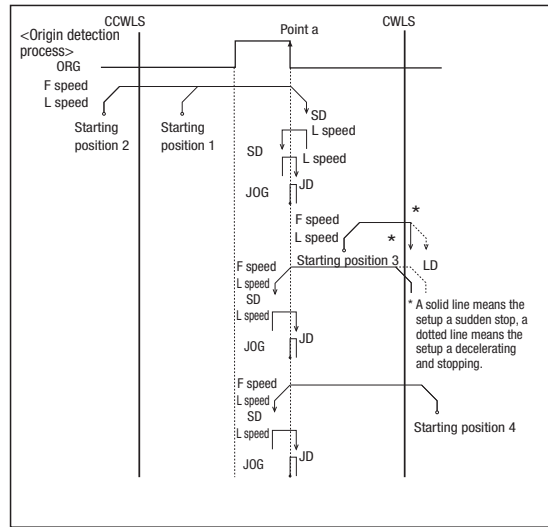 CCWLS
CWLS
<Origin detection
process>
Point a
ORG
F speed
L speed
SD
Starting
position 2
Starting
position 1
L speed
SD
L speed
JOG
JD
*
F speed
*
L speed
Starting position 3
LD
F speed
L speed
SD
* A solid line means the
setup a sudden stop, a
dotted line means the
setup a decelerating
and stopping.
L speed
JOG
JD
F speed
L speed
SD
Starting position 4
L speed
JOG
JD